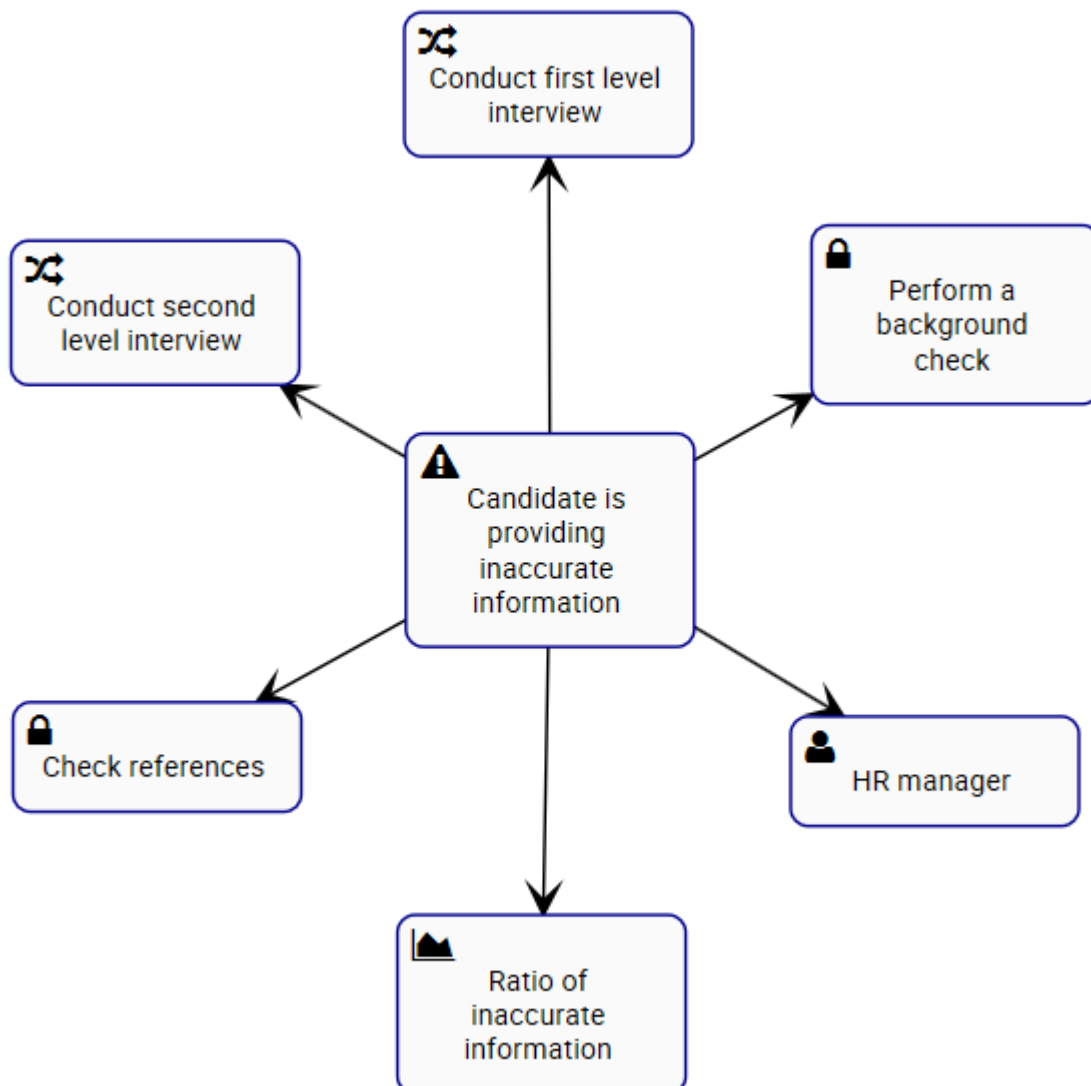 Conduct first level
interview
Conduct second
level interview
Perform a
background
check
Candidate is
providing
inaccurate
information
Check references
HR manager
Ratio of
inaccurate
information